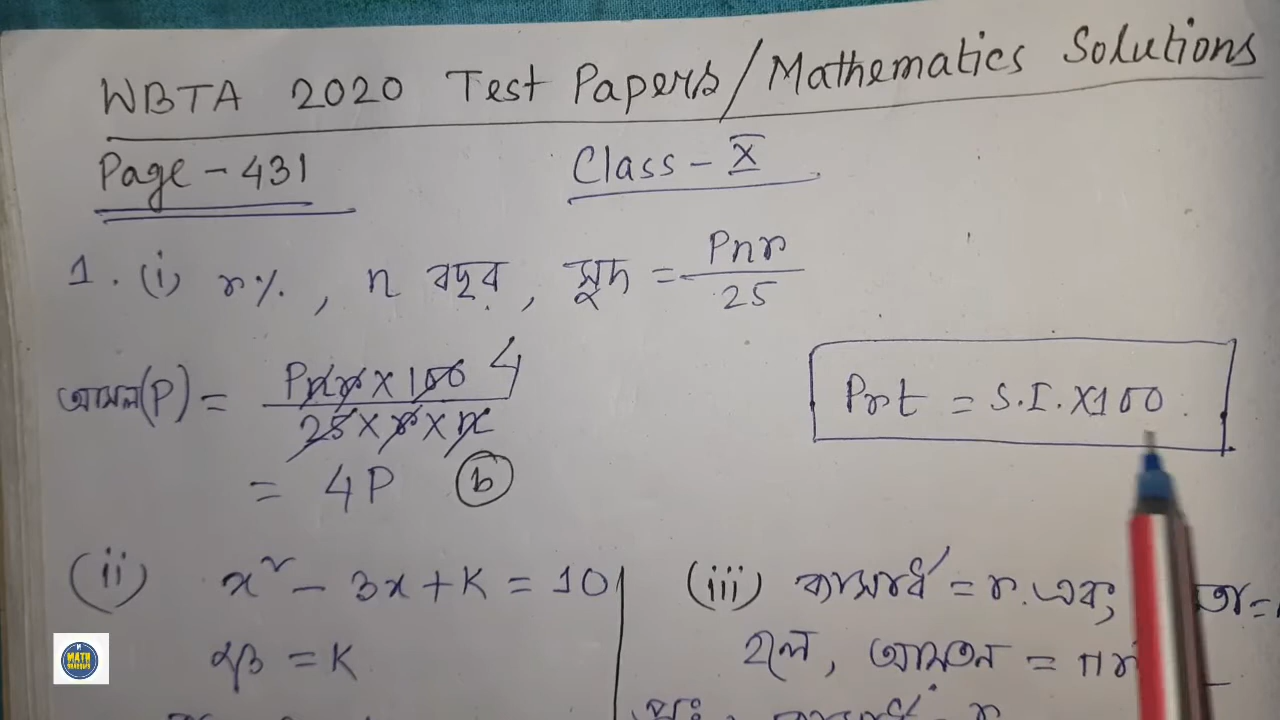 WBTA 2020 Test Papers/Mathematics Solutions
Page - 431
Class - X
1. (i) r%, n বছর, সুদ = Pnr/25
আসল(P) = Pnr×100 4 / 25×r×n
= 4P (b)
Prt = S.I.×100
(ii) x² - 3x + K = 10
αβ = K
(iii) ব্যাসার্ধ = r. এবং
হলে, আয়তন = πr
MATH